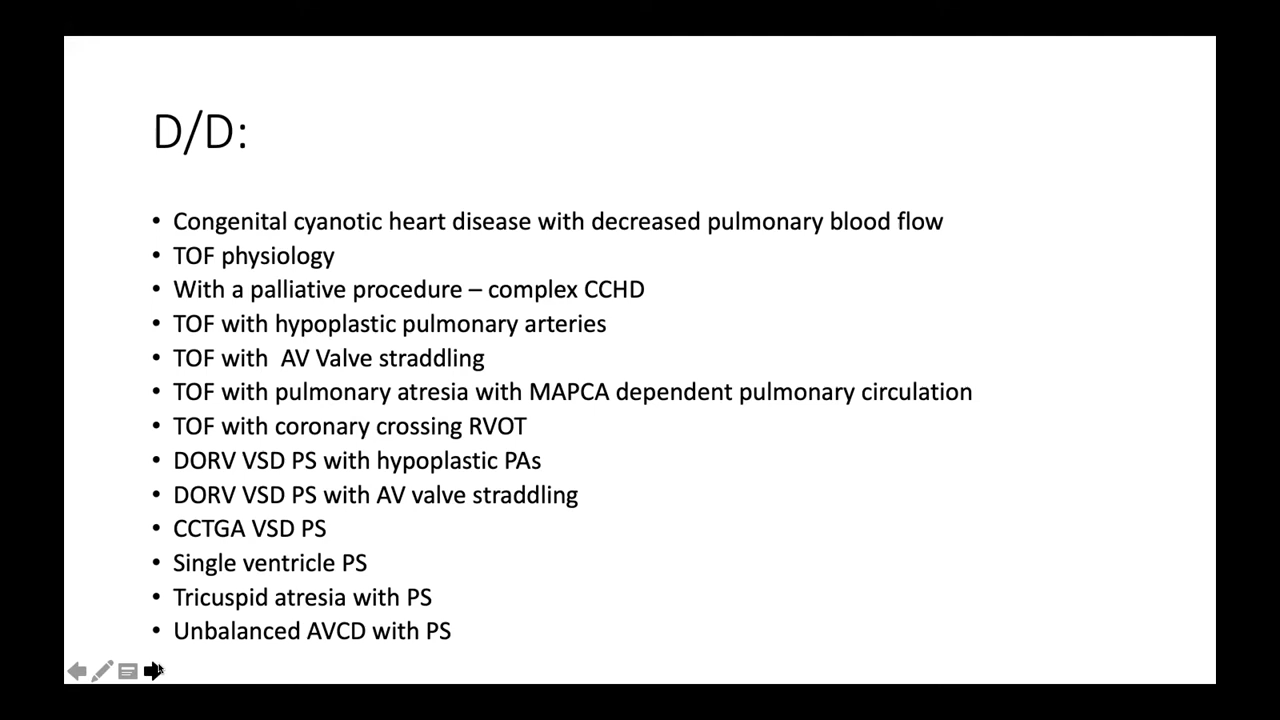 D/D:
• Congenital cyanotic heart disease with decreased pulmonary blood flow
• TOF physiology
• With a palliative procedure – complex CCHD
• TOF with hypoplastic pulmonary arteries
• TOF with  AV Valve straddling
• TOF with pulmonary atresia with MAPCA dependent pulmonary circulation
• TOF with coronary crossing RVOT
• DORV VSD PS with hypoplastic PAs
• DORV VSD PS with AV valve straddling
• CCTGA VSD PS
• Single ventricle PS
• Tricuspid atresia with PS
• Unbalanced AVCD with PS